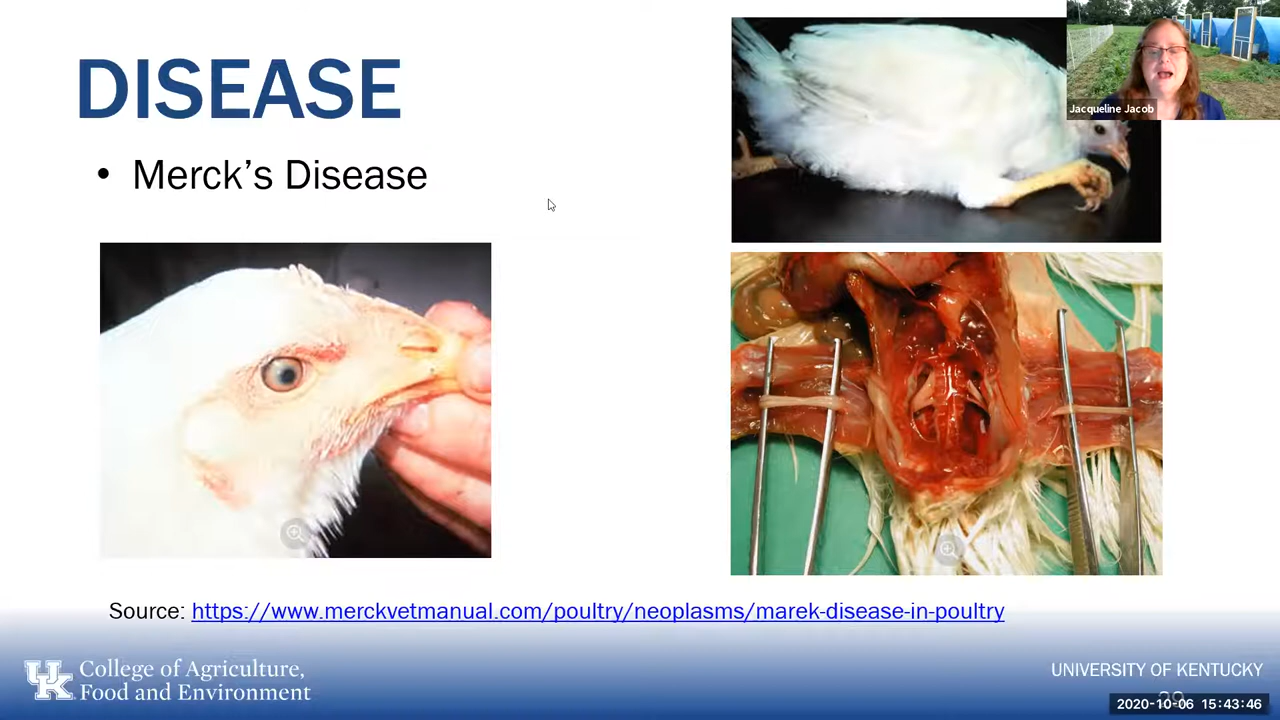 DISEASE
• Merck's Disease
Jacqueline Jacob
Source: https://www.merckvetmanual.com/poultry/neoplasms/marek-disease-in-poultry
UK College of Agriculture,
Food and Environment
UNIVERSITY OF KENTUCKY
2020-10-06 15:43:46